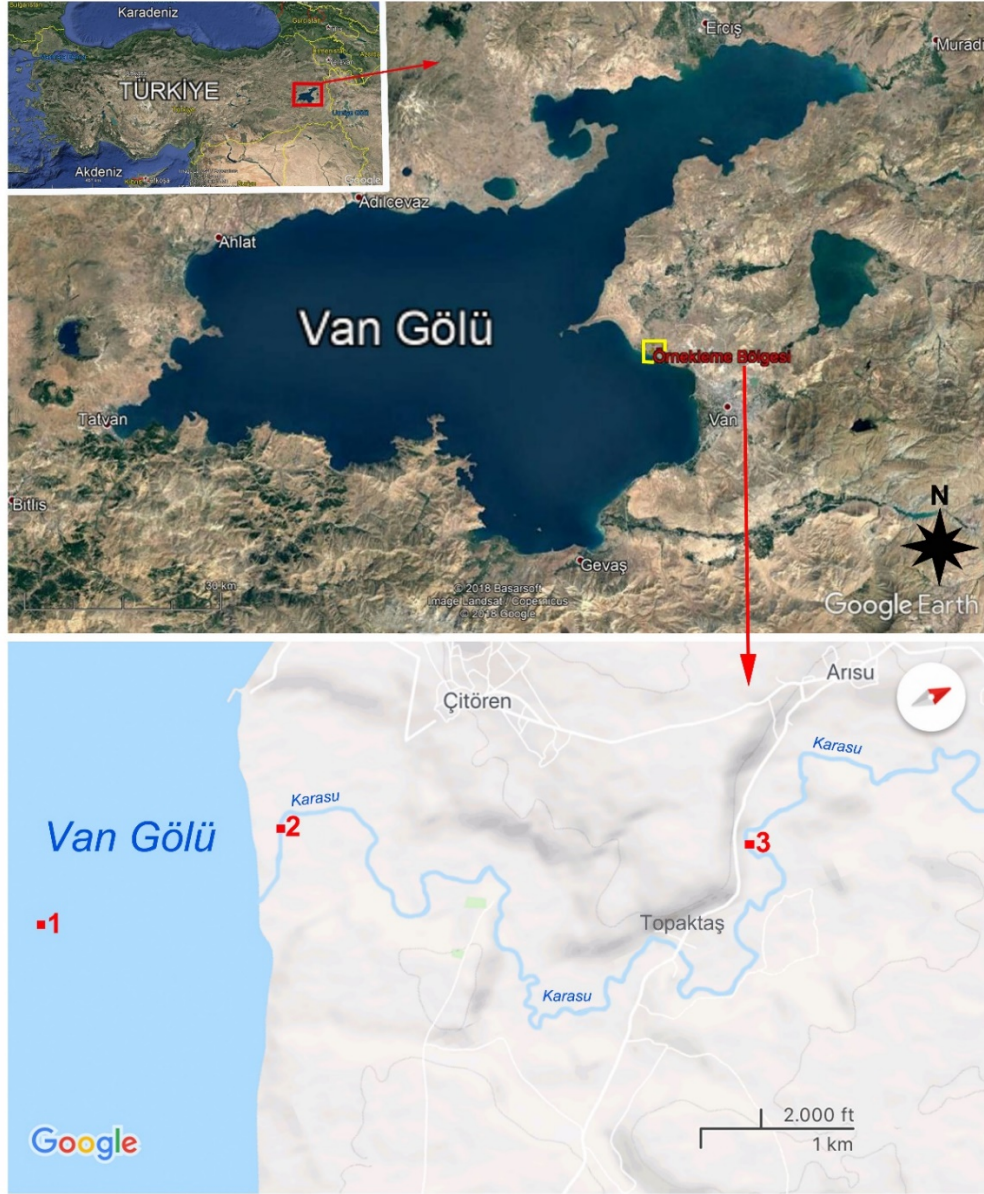 Karadeniz
TÜRKİYE
Akdeniz
Google
Erciş
Muradi
Adilcevaz
Ahlat
Van Gölü
Örnekleme Bölgesi
Van
Tatvan
Bitlis
Gevaş
30 km
© 2018 Basarsoft
Image Landsat / Copernicus
© 2018 Google
N
Google Earth
Arısu
Çitören
Karasu
Karasu
2
Van Gölü
3
1
Topaktaş
Karasu
2.000 ft
1 km
Google